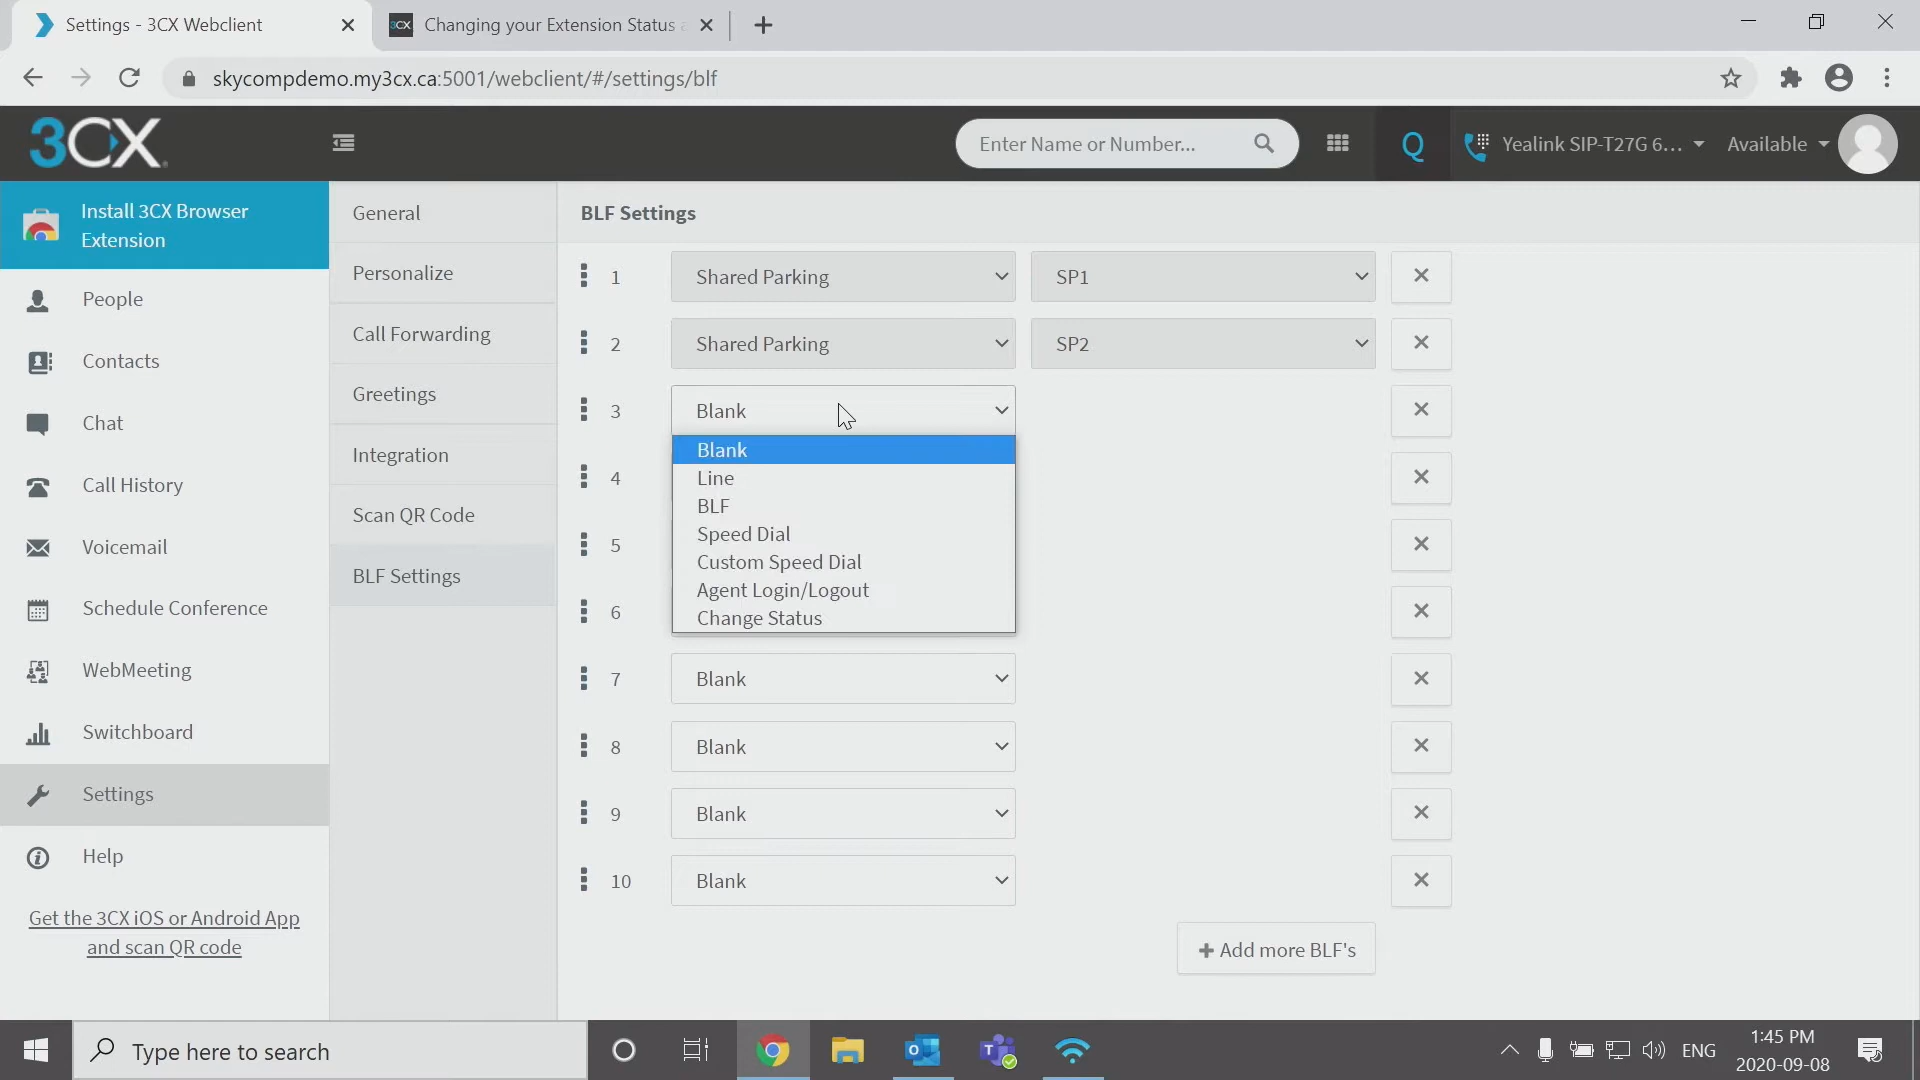 Settings - 3CX Webclient
3CX
Changing your Extension Status a
skycompdemo.my3cx.ca:5001/webclient/#/settings/blf
3CX
Enter Name or Number...
Q
Yealink SIP-T27G 6...
Available
Install 3CX Browser
Extension
People
Contacts
Chat
Call History
Voicemail
Schedule Conference
WebMeeting
Switchboard
Settings
Help
Get the 3CX iOS or Android App
and scan QR code
General
Personalize
Call Forwarding
Greetings
Integration
Scan QR Code
BLF Settings
BLF Settings
1 Shared Parking SP1
2 Shared Parking SP2
3 Blank
Blank
Line
BLF
Speed Dial
Custom Speed Dial
Agent Login/Logout
Change Status
4
5
6
7 Blank
8 Blank
9 Blank
10 Blank
+ Add more BLF's
Type here to search
ENG
1:45 PM
2020-09-08